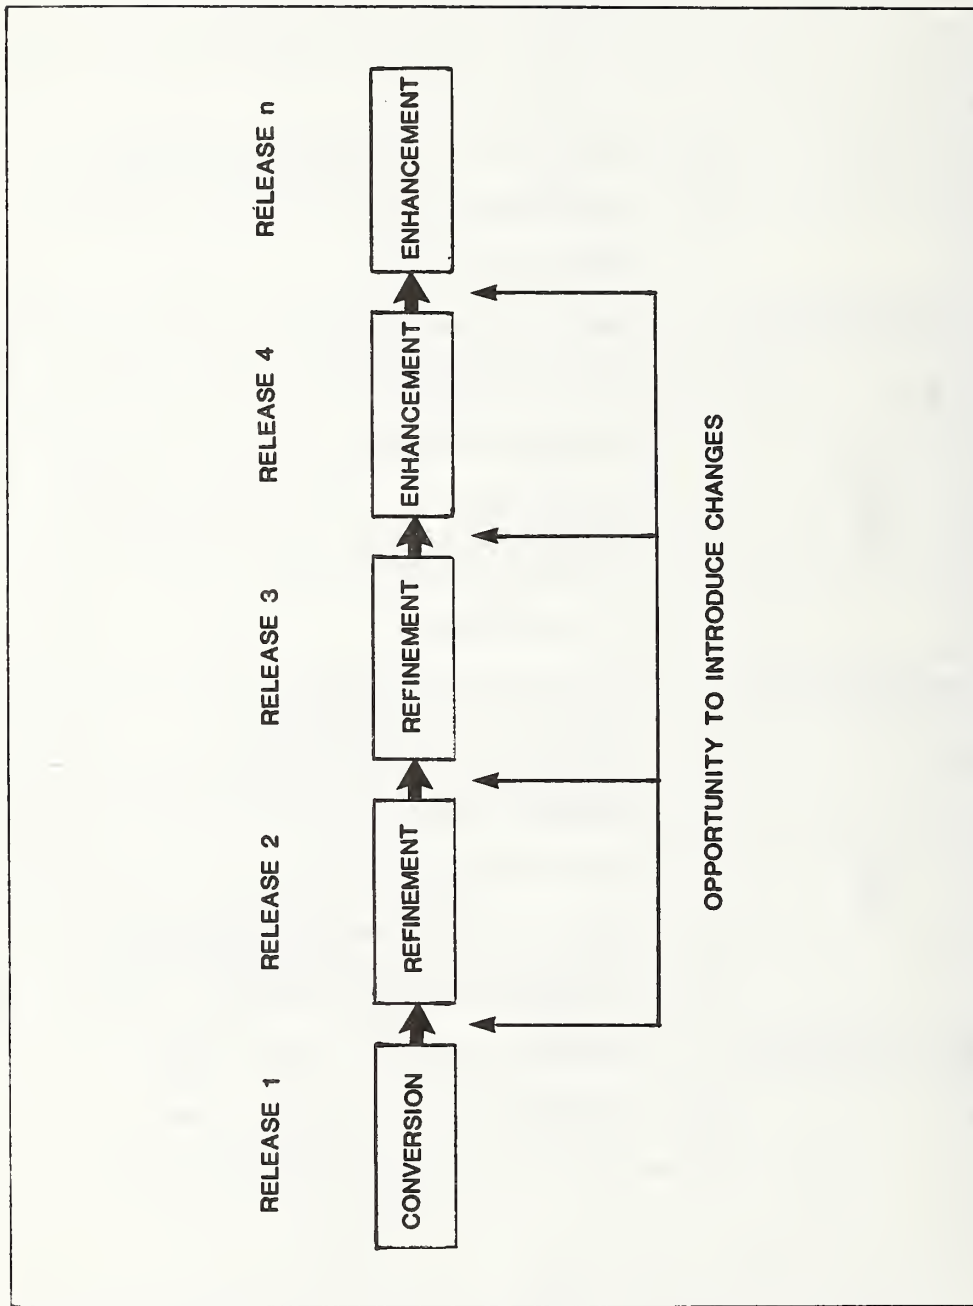 RELEASE 1
RELEASE 2
RELEASE 3
RELEASE 4
RELEASE n
CONVERSION
REFINEMENT
REFINEMENT
ENHANCEMENT
ENHANCEMENT
OPPORTUNITY TO INTRODUCE CHANGES